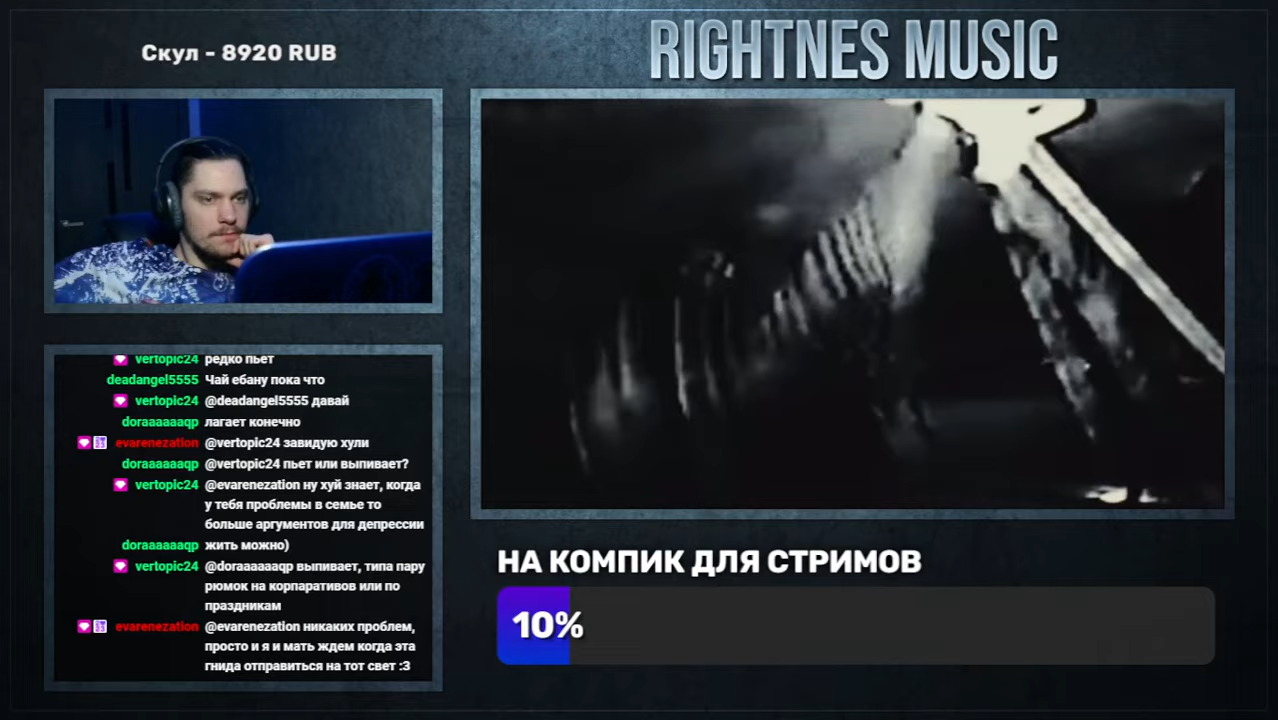 Скул - 8920 RUB
RIGHTNES MUSIC
vertopic24 редко пьет
deadangel5555 Чай ебану пока что
vertopic24 @deadangel5555 давай
doraaaaaaqp лагает конечно
evarenezation @vertopic24 завидую хули
doraaaaaaqp @vertopic24 пьет или выпивает?
vertopic24 @evarenezation ну хуй знает, когда
у тебя проблемы в семье то
больше аргументов для депрессии
doraaaaaaqp жить можно)
vertopic24 @doraaaaaaqp выпивает, типа пару
рюмок на корпаративов или по
праздникам
evarenezation @evarenezation никаких проблем,
просто и я и мать ждем когда эта
гнида отправиться на тот свет :3
НА КОМПИК ДЛЯ СТРИМОВ
10%